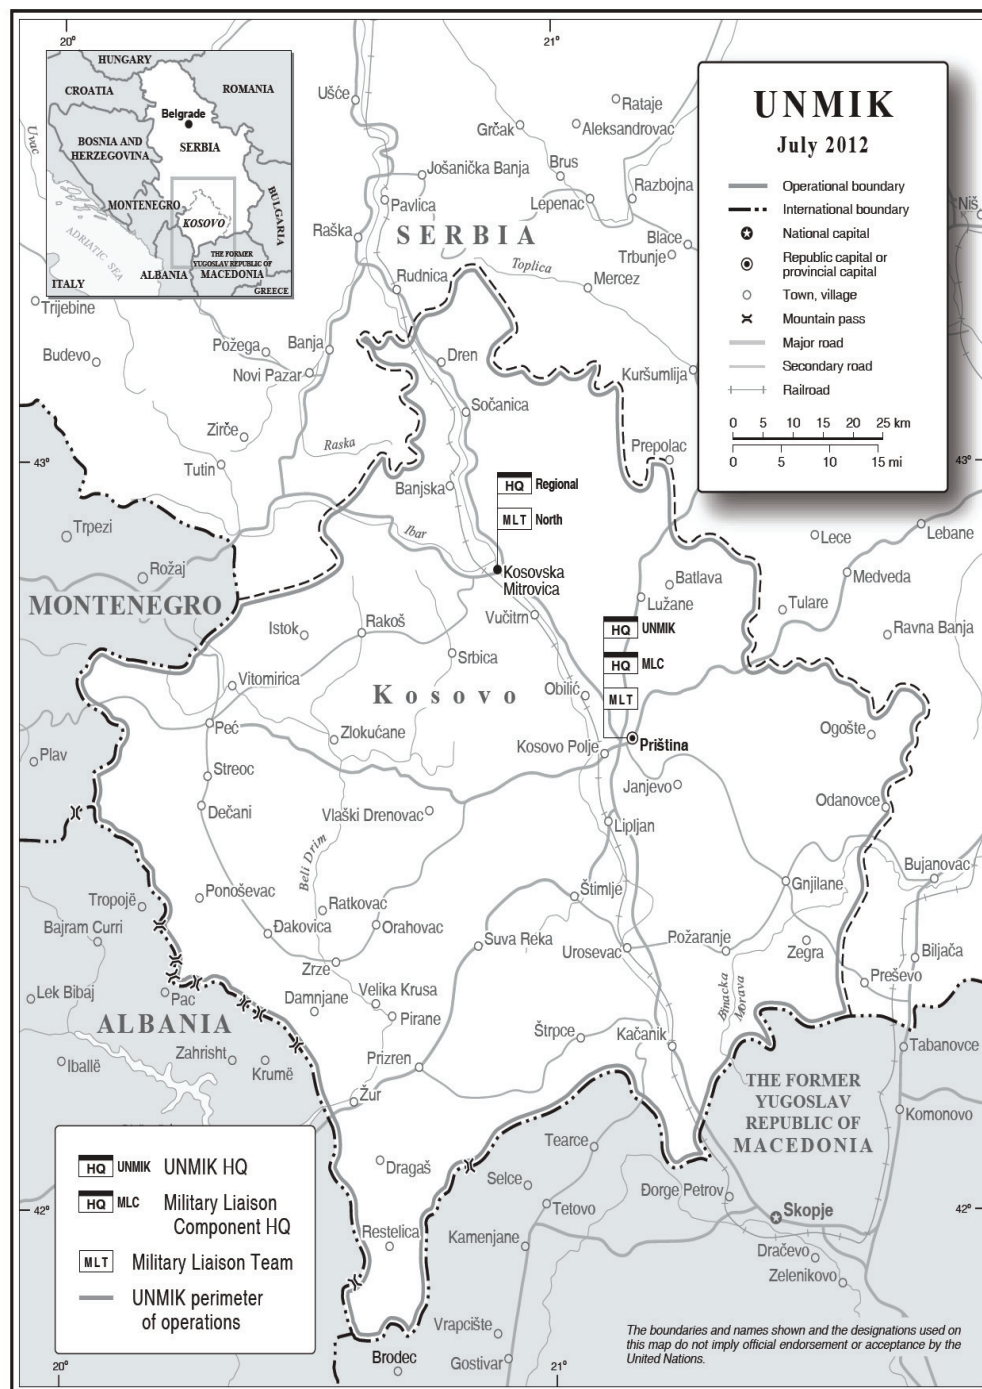 20°
21°
HUNGARY
CROATIA
ROMANIA
Belgrade
BOSNIA AND
HERZEGOVINA
SERBIA
MONTENEGRO
KOSOVO
BULGARIA
ADRIATIC SEA
THE FORMER
YUGOSLAV REPUBLIC OF
MACEDONIA
ITALY
ALBANIA
GREECE
UNMIK
July 2012
Operational boundary
International boundary
National capital
Republic capital or
provincial capital
Town, village
Mountain pass
Major road
Secondary road
Railroad
0 5 10 15 20 25 km
0 5 10 15 mi
Uvac
Ušće
Rataje
Grčak
Aleksandrovac
Jošanička Banja
Brus
Razbojna
Pavlica
Lepenac
Niš
Raška
SERBIA
Blace
Trbunje
Toplica
Rudnica
Mercez
Trijebine
Požega
Banja
Budevo
Dren
Novi Pazar
Kuršumlija
Sočanica
Zirče
Raska
Prepolac
43°
43°
Tutin
Banjska
HQ Regional
MLT North
Trpezi
Ibar
Lece
Lebane
Rožaj
Kosovska
Mitrovica
Batlava
Medveda
MONTENEGRO
Lužane
Tulare
Vučitrn
Istok
Rakoš
HQ UNMIK
Ravna Banja
Srbica
HQ MLC
Vitomirica
Kosovo
Obilić
MLT
Peć
Zlokućane
Ogošte
Kosovo Polje
Priština
Plav
Streoc
Janjevo
Dečani
Vlaški Drenovac
Odanovce
Lipljan
Beli Drim
Bujanovac
Gnjilane
Štimlje
Tropojë
Ponoševac
Ratkovac
Bajram Curri
Đakovica
Orahovac
Suva Reka
Požaranje
Urosevac
Zegra
Biljača
Zrze
Preševo
Lek Bibaj
Pac
Damnjane
Velika Krusa
Binacka
Morava
ALBANIA
Pirane
Štrpce
Kačanik
Zahrisht
Tabanovce
Iballë
Krumë
Prizren
Žur
THE FORMER
YUGOSLAV
REPUBLIC OF
MACEDONIA
Komonovo
Tearce
Dragaš
Selce
Đorge Petrov
42°
42°
Tetovo
Skopje
Restelica
Kamenjane
Dračevo
Zelenikovo
HQ UNMIK UNMIK HQ
HQ MLC Military Liaison
Component HQ
MLT Military Liaison Team
UNMIK perimeter
of operations
Vrapcište
Brodec
Gostivar
The boundaries and names shown and the designations used on
this map do not imply official endorsement or acceptance by the
United Nations.
20°
21°